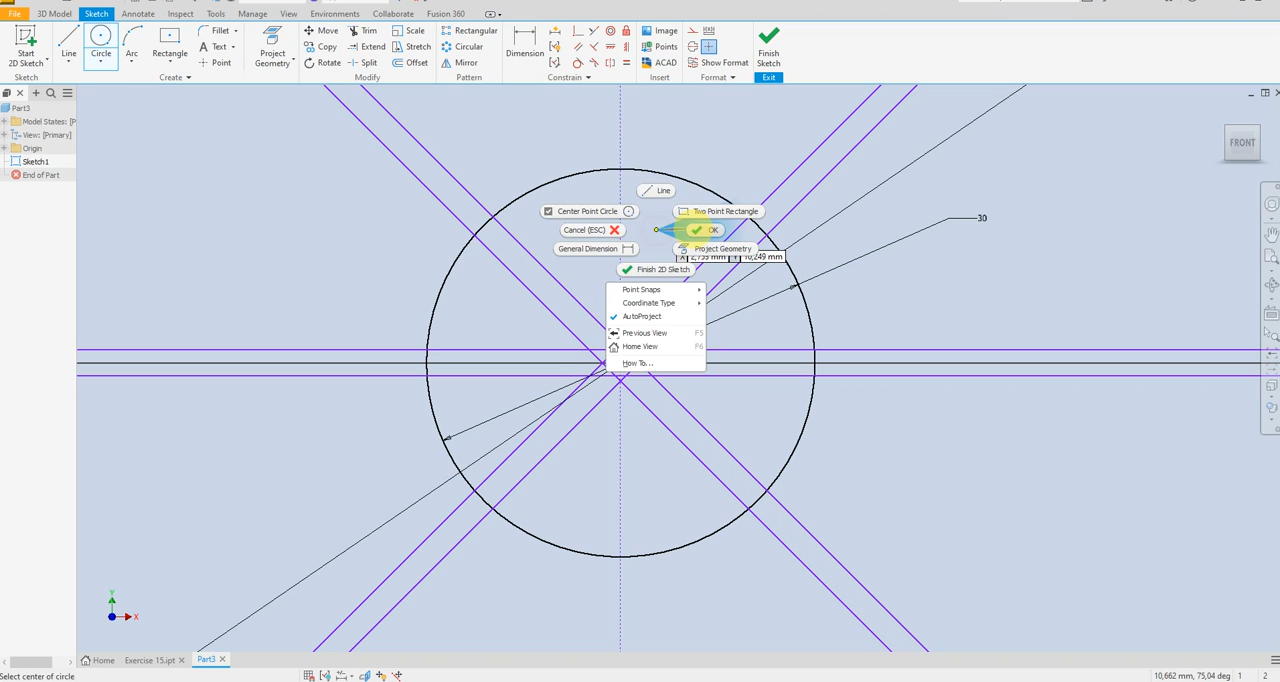 File 3D Model Sketch Annotate Inspect Tools Manage View Environments Collaborate Fusion 360
Start 2D Sketch Line Circle Arc Rectangle Fillet Text Point Project Geometry Move Copy Rotate Trim Extend Split Scale Stretch Offset Rectangular Circular Mirror Dimension Image Points ACAD Show Format Finish Sketch
Sketch Create Modify Pattern Constrain Insert Format Exit
Part3
Model States: [P
View: [Primary]
Origin
Sketch1
End of Part
FRONT
Line
Center Point Circle Two Point Rectangle
Cancel (ESC) OK
General Dimension Project Geometry
X 2,735 mm Y 10,249 mm
Finish 2D Sketch
30
Point Snaps
Coordinate Type
AutoProject
Previous View F5
Home View F6
How To...
Y
X
Home Exercise 15.ipt Part3
Select center of circle 10,662 mm, 75,04 deg 1 2